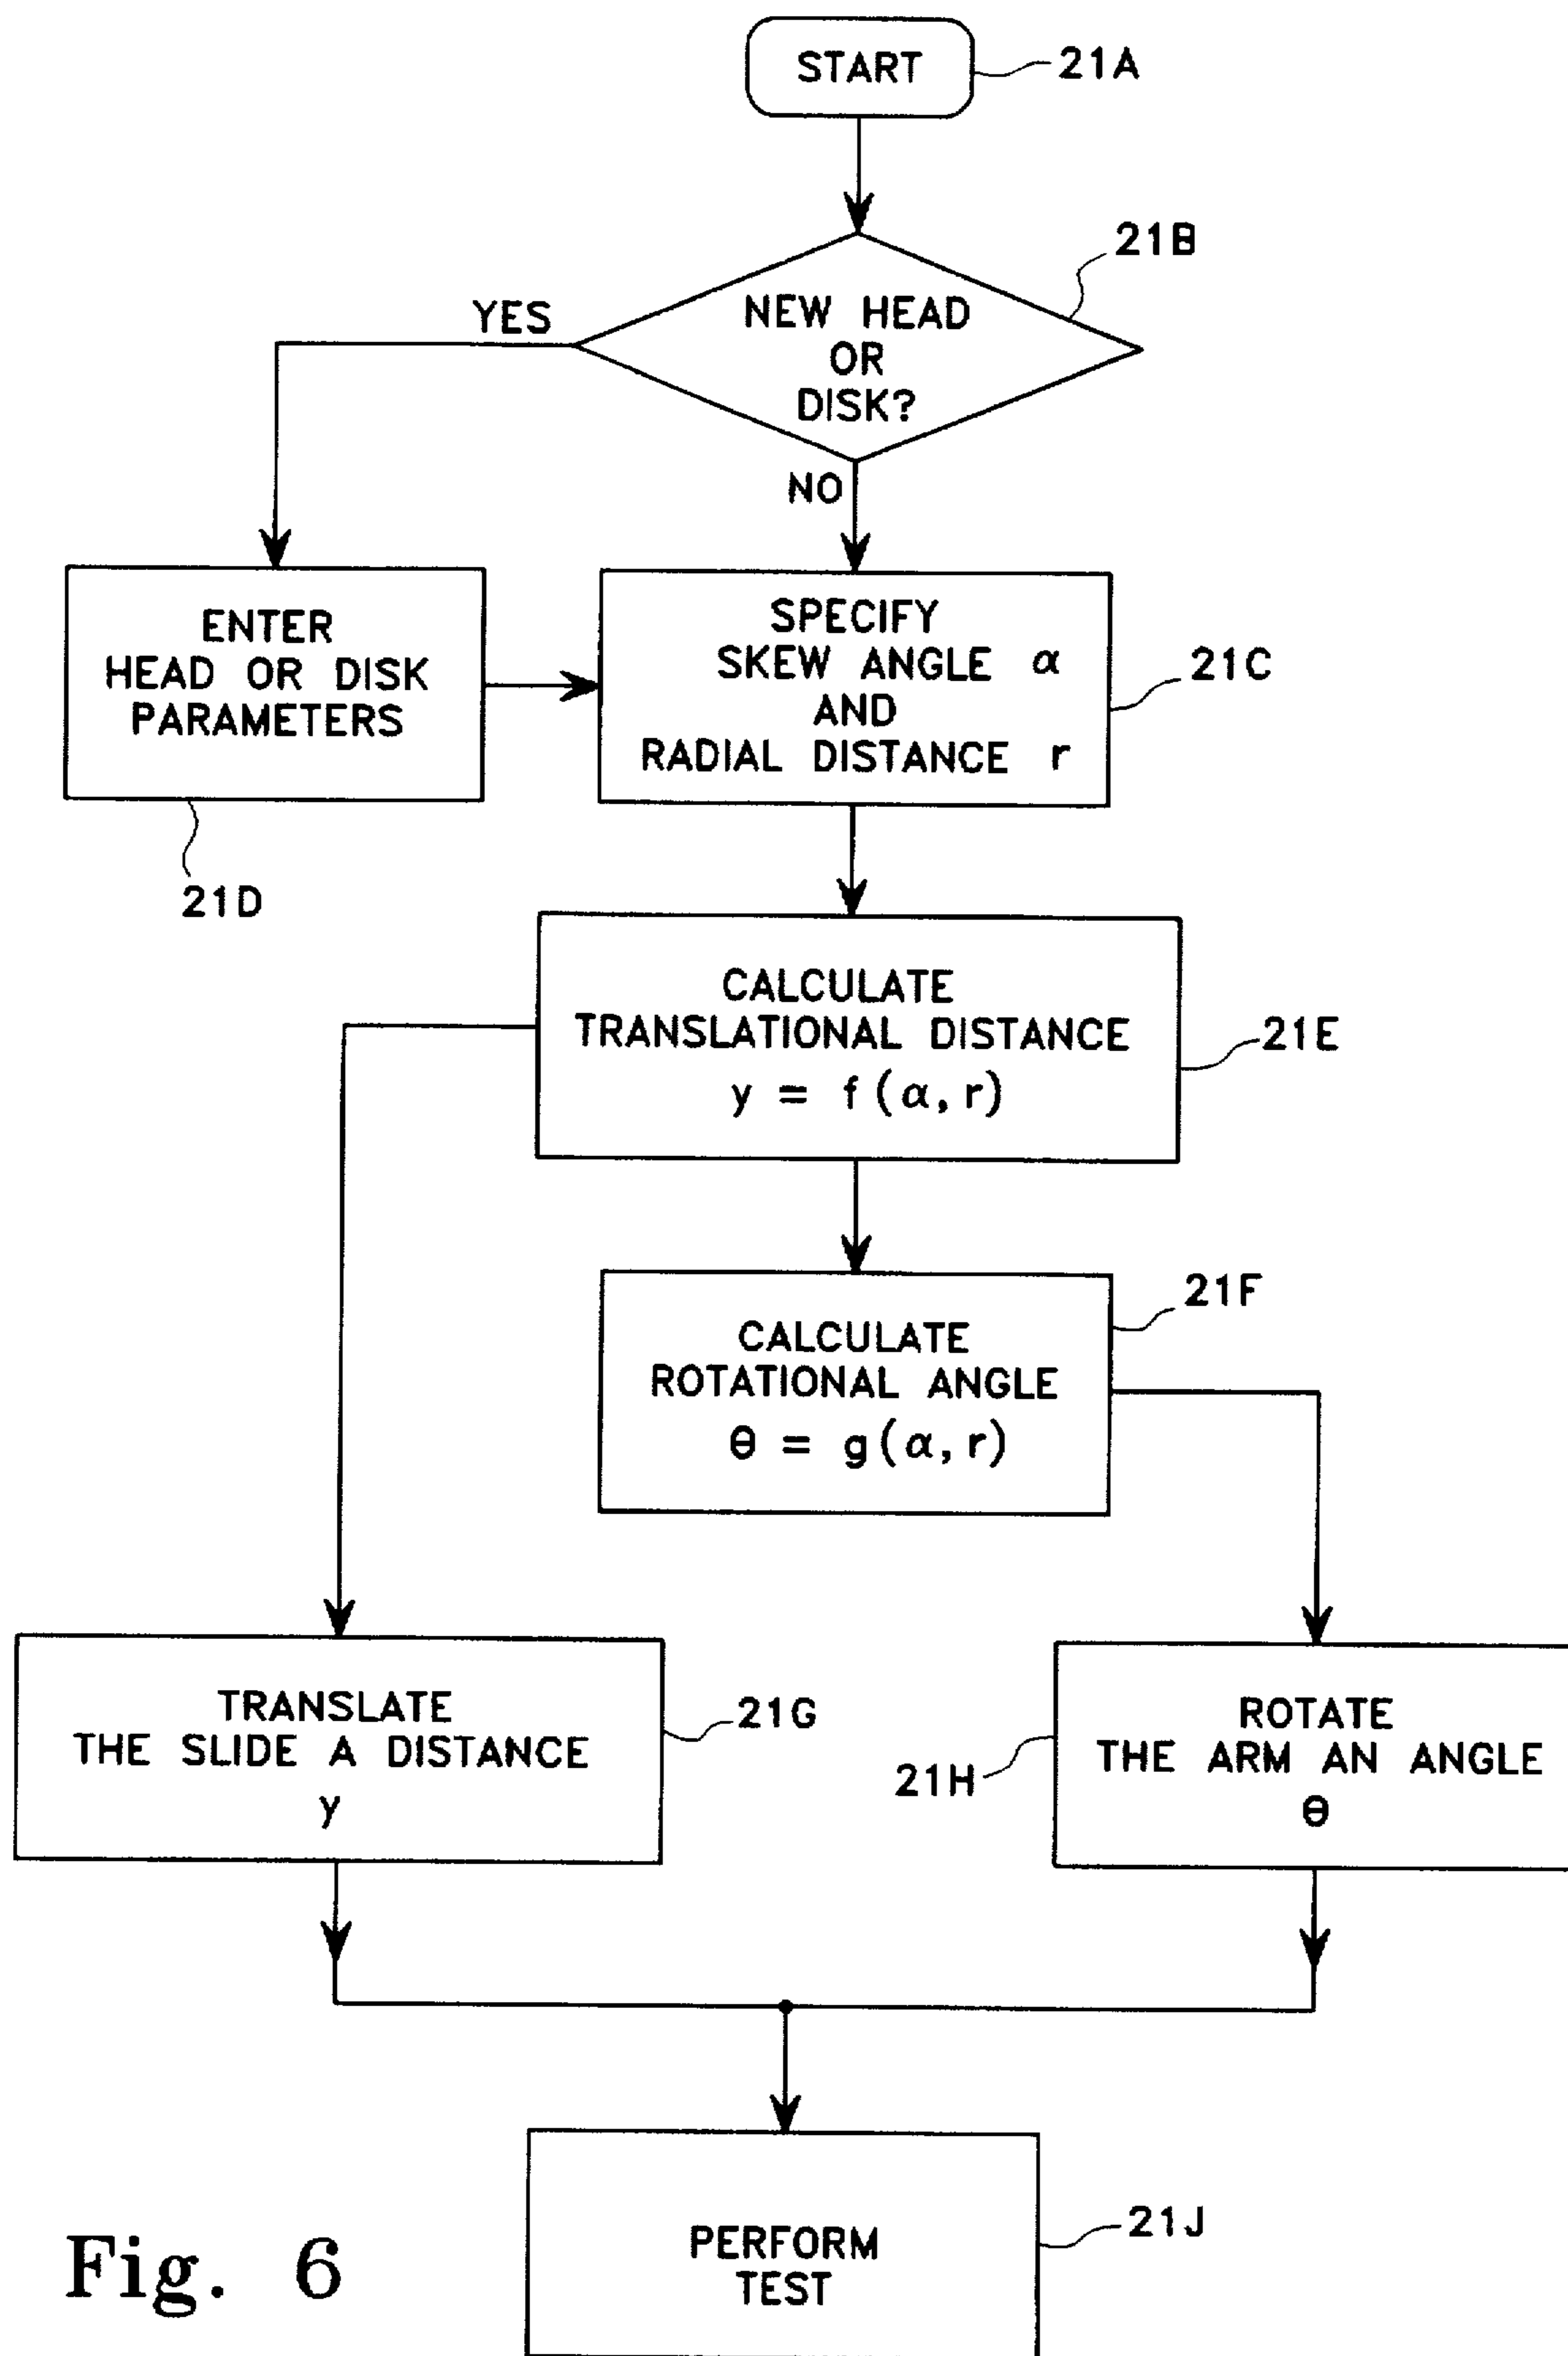 START
21A
21B
YES
NEW HEAD
OR
DISK?
NO
ENTER
HEAD OR DISK
PARAMETERS
21D
SPECIFY
SKEW ANGLE α
AND
RADIAL DISTANCE r
21C
CALCULATE
TRANSLATIONAL DISTANCE
y = f(α, r)
21E
CALCULATE
ROTATIONAL ANGLE
θ = g(α, r)
21F
TRANSLATE
THE SLIDE A DISTANCE
y
21G
21H
ROTATE
THE ARM AN ANGLE
θ
PERFORM
TEST
21J
Fig. 6